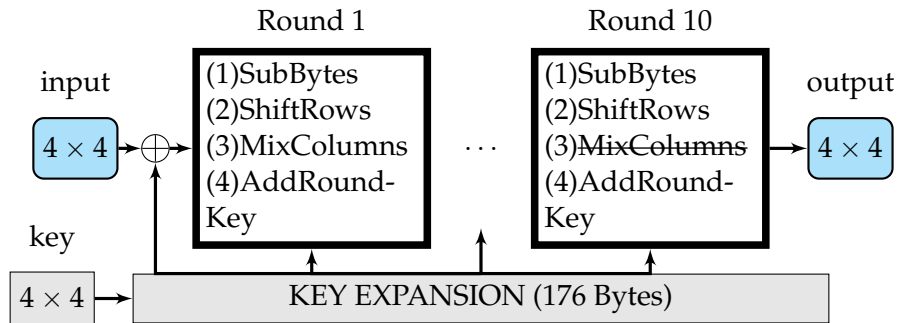 Round 1
Round 10
input
(1)SubBytes
(2)ShiftRows
(3)MixColumns
(4)AddRound-
Key
4 × 4
· · ·
(1)SubBytes
(2)ShiftRows
(3)MixColumns
(4)AddRound-
Key
output
4 × 4
key
4 × 4
KEY EXPANSION (176 Bytes)